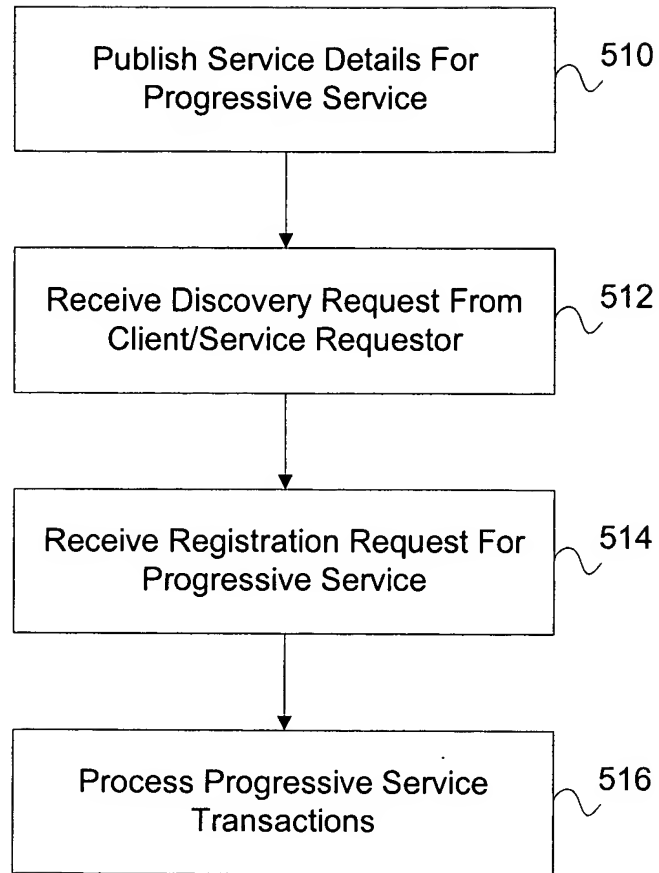 Publish Service Details For
Progressive Service
510
Receive Discovery Request From
Client/Service Requestor
512
Receive Registration Request For
Progressive Service
514
Process Progressive Service
Transactions
516